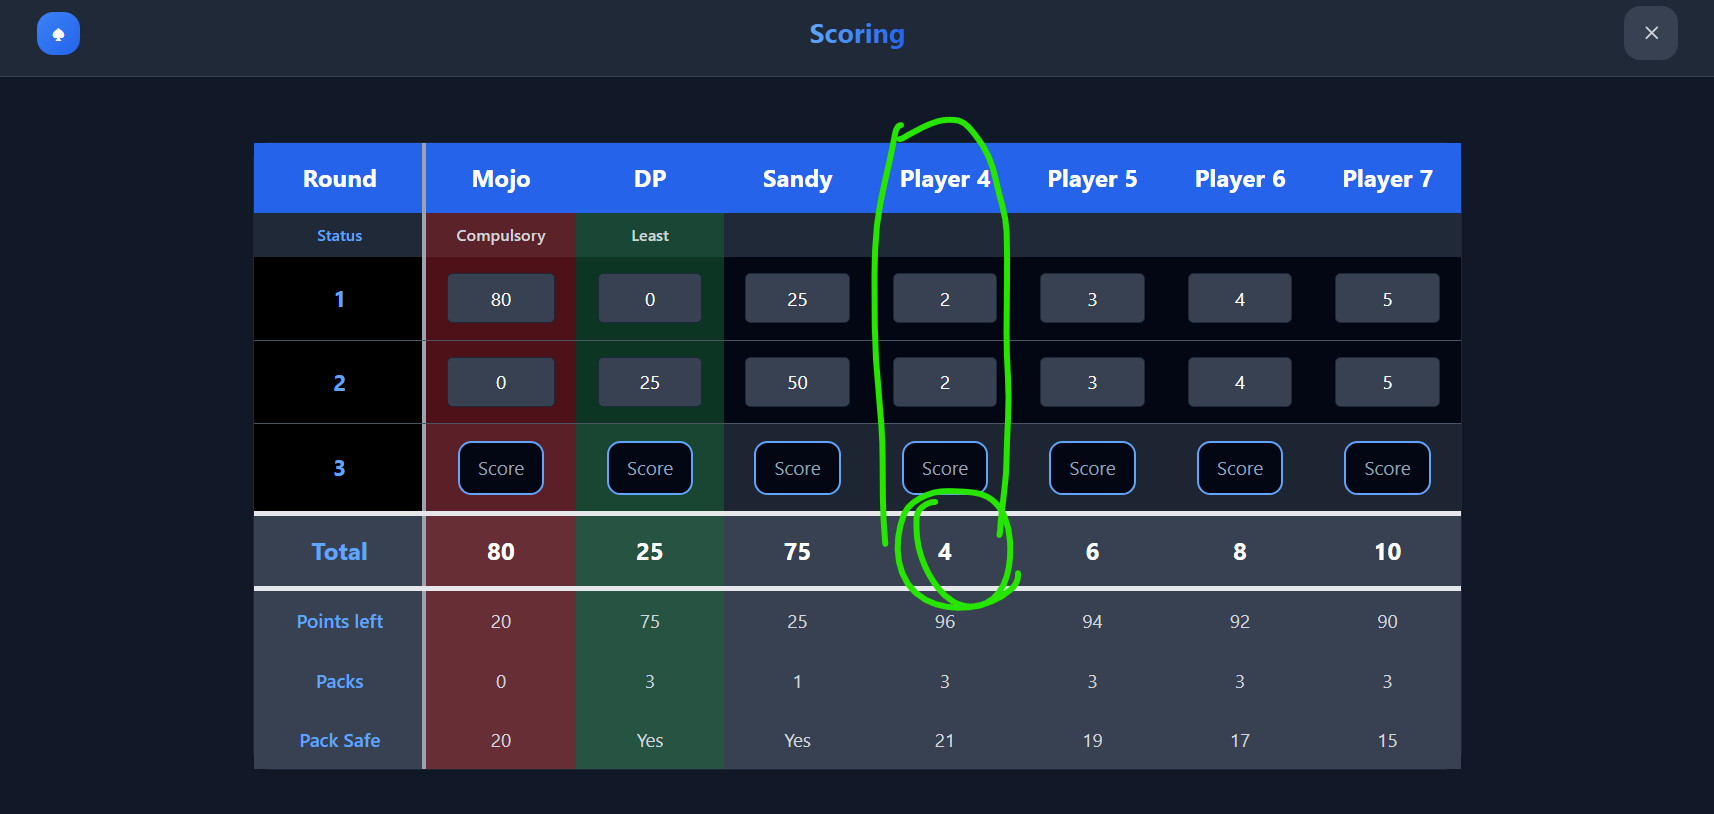 Scoring
Round Mojo DP Sandy Player 4 Player 5 Player 6 Player 7
Status Compulsory Least
1 80 0 25 2 3 4 5
2 0 25 50 2 3 4 5
3 Score Score Score Score Score Score Score
Total 80 25 75 4 6 8 10
Points left 20 75 25 96 94 92 90
Packs 0 3 1 3 3 3 3
Pack Safe 20 Yes Yes 21 19 17 15